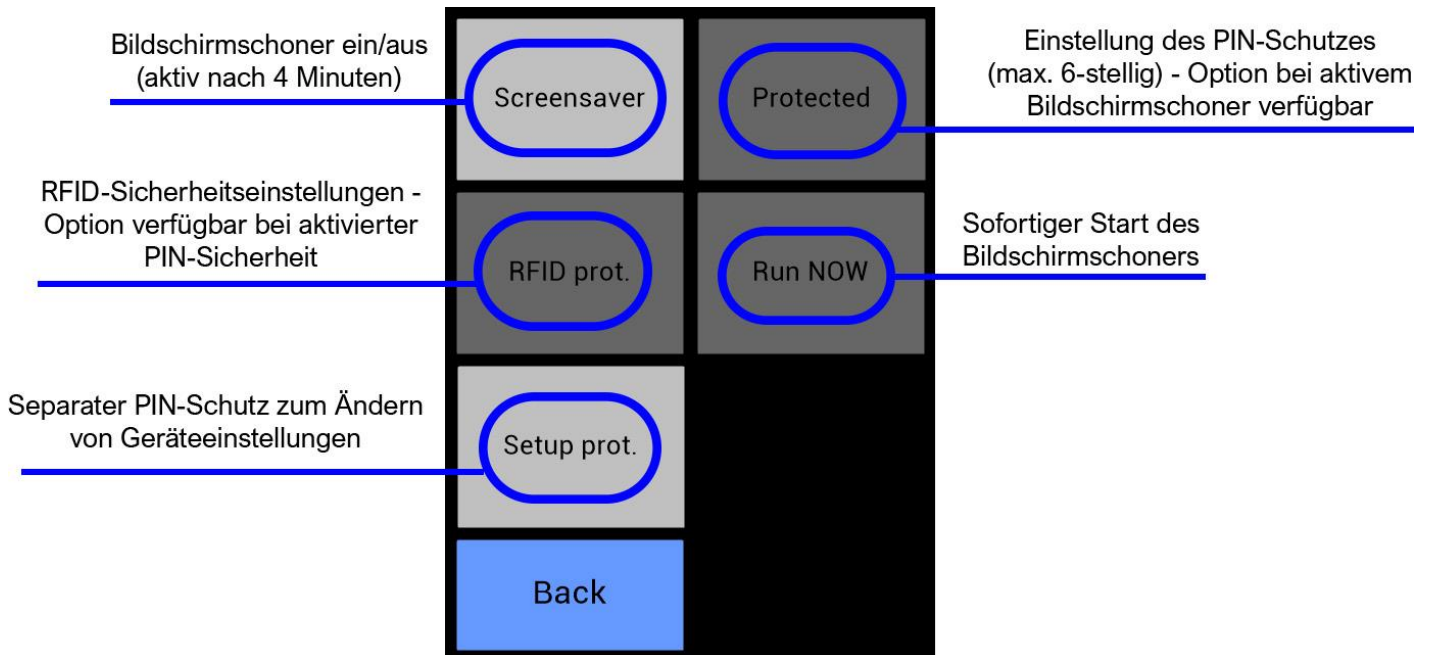 Bildschirmschoner ein/aus
(aktiv nach 4 Minuten)
Screensaver
Protected
Einstellung des PIN-Schutzes
(max. 6-stellig) - Option bei aktivem
Bildschirmschoner verfügbar
RFID-Sicherheitseinstellungen -
Option verfügbar bei aktivierter
PIN-Sicherheit
RFID prot.
Run NOW
Sofortiger Start des
Bildschirmschoners
Separater PIN-Schutz zum Ändern
von Geräteeinstellungen
Setup prot.
Back